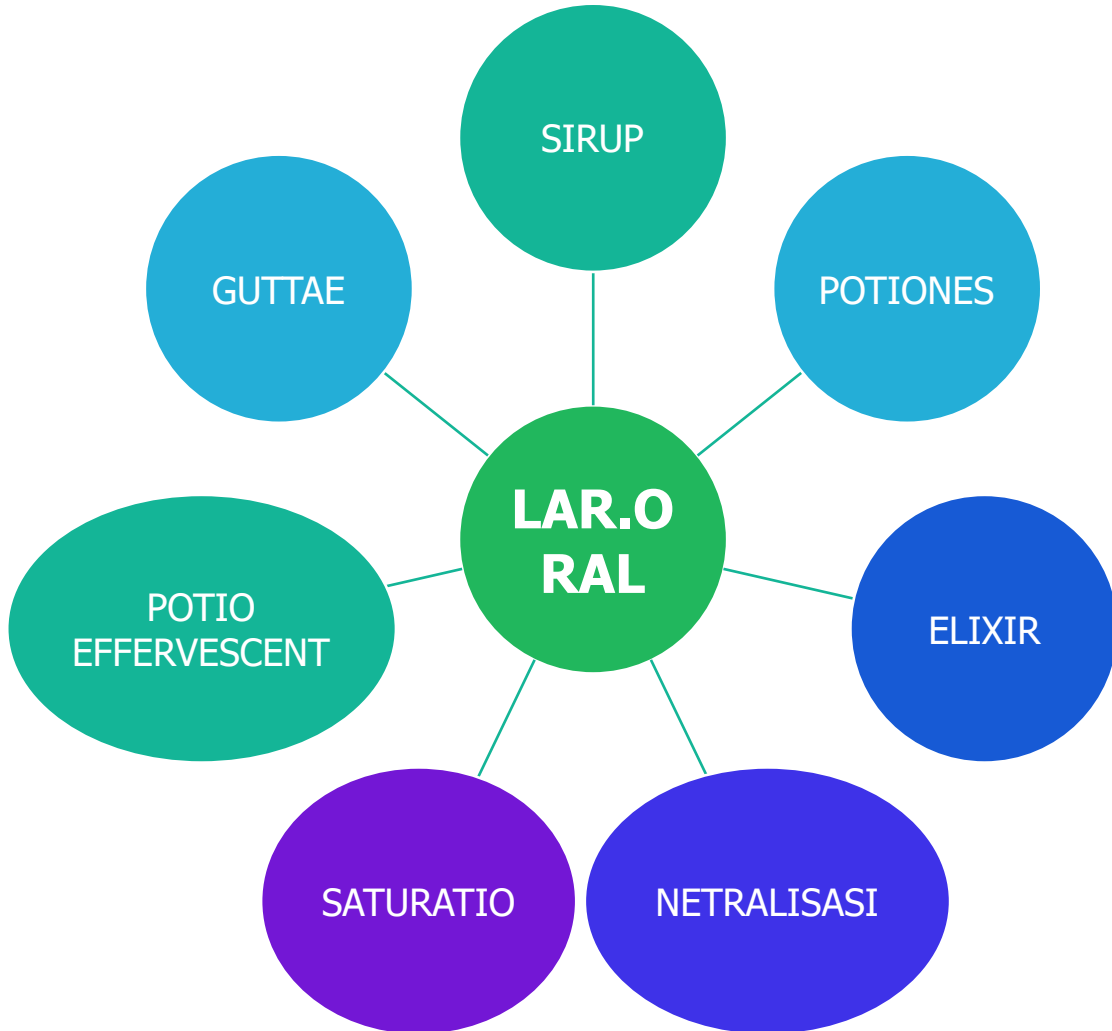 SIRUP
GUTTAE
POTIONES
LAR.O
RAL
POTIO
EFFERVESCENT
ELIXIR
SATURATIO
NETRALISASI